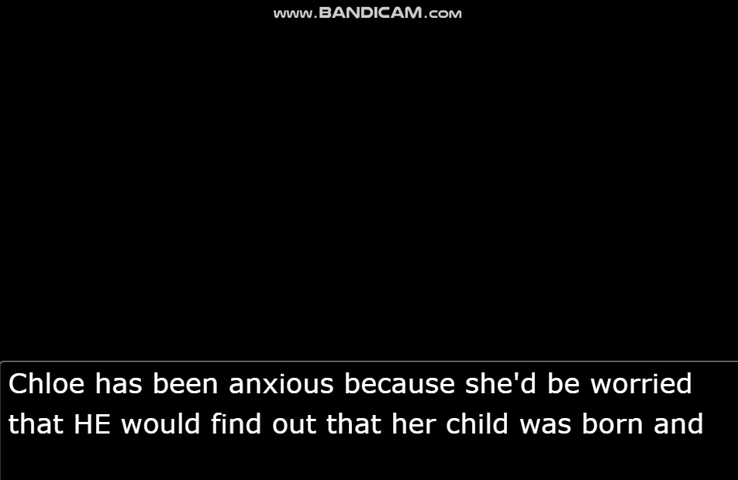 www.BANDICAM.com
Chloe has been anxious because she'd be worried
that HE would find out that her child was born and